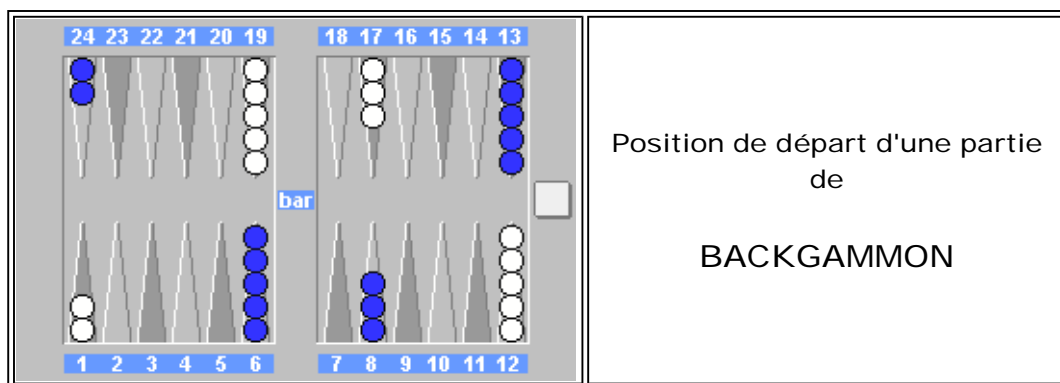 24 23 22 21 20 19 18 17 16 15 14 13
bar
1 2 3 4 5 6 7 8 9 10 11 12
Position de départ d'une partie
de
BACKGAMMON